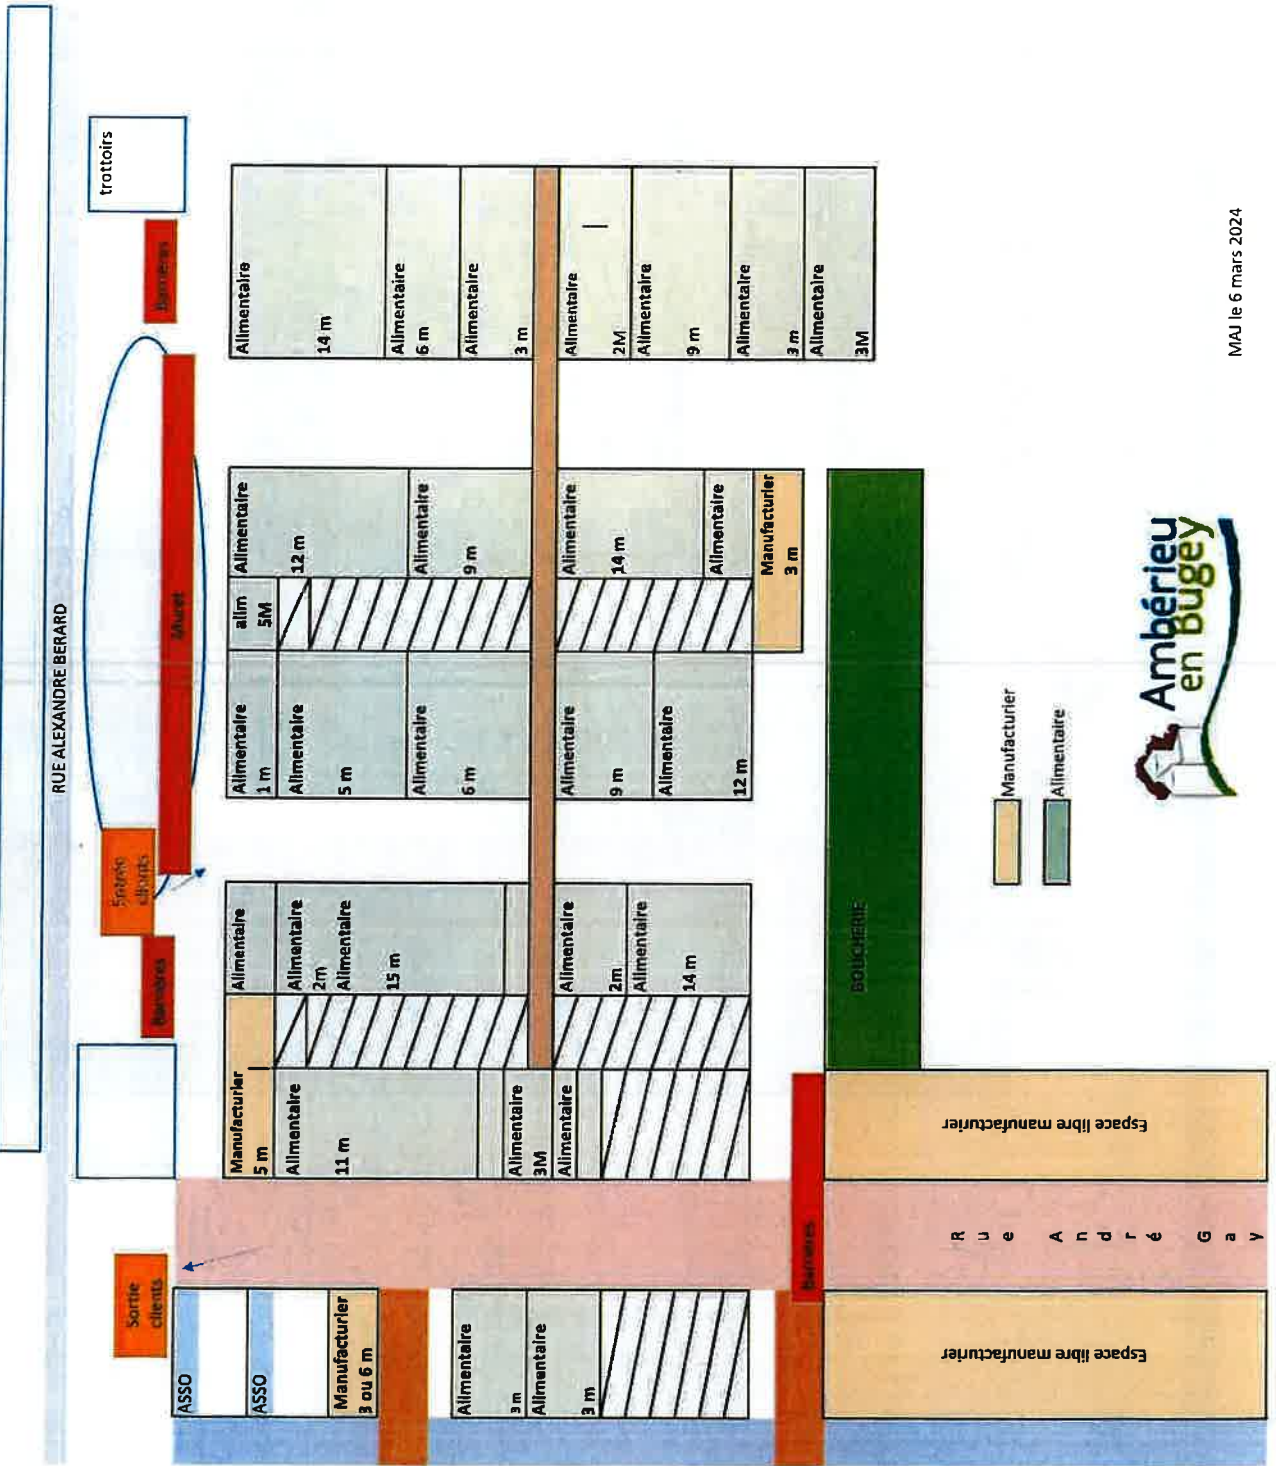 RUE ALEXANDRE BERARD
trottoirs
Barrières
Muret
Entrée
clients
Barrières
Sortie
clients
Alimentaire
14 m
Alimentaire
6 m
Alimentaire
3 m
Alimentaire
2M
Alimentaire
9 m
Alimentaire
3 m
Alimentaire
3M
Alimentaire
12 m
Alimentaire
9 m
Alimentaire
14 m
Alimentaire
Manufacturier
3 m
alim
5M
Alimentaire
1 m
Alimentaire
5 m
Alimentaire
6 m
Alimentaire
9 m
Alimentaire
12 m
Alimentaire
Alimentaire
2m
Alimentaire
15 m
Alimentaire
2m
Alimentaire
14 m
Manufacturier
5 m
Alimentaire
11 m
Alimentaire
3M
Alimentaire
ASSO
ASSO
Manufacturier
3 ou 6 m
Alimentaire
3 m
Alimentaire
3 m
Barrières
BOUCHERIE
Espace libre manufacturier
Rue André Gay
Espace libre manufacturier
Manufacturier
Alimentaire
Ambérieu
en Bugey
MAJ le 6 mars 2024